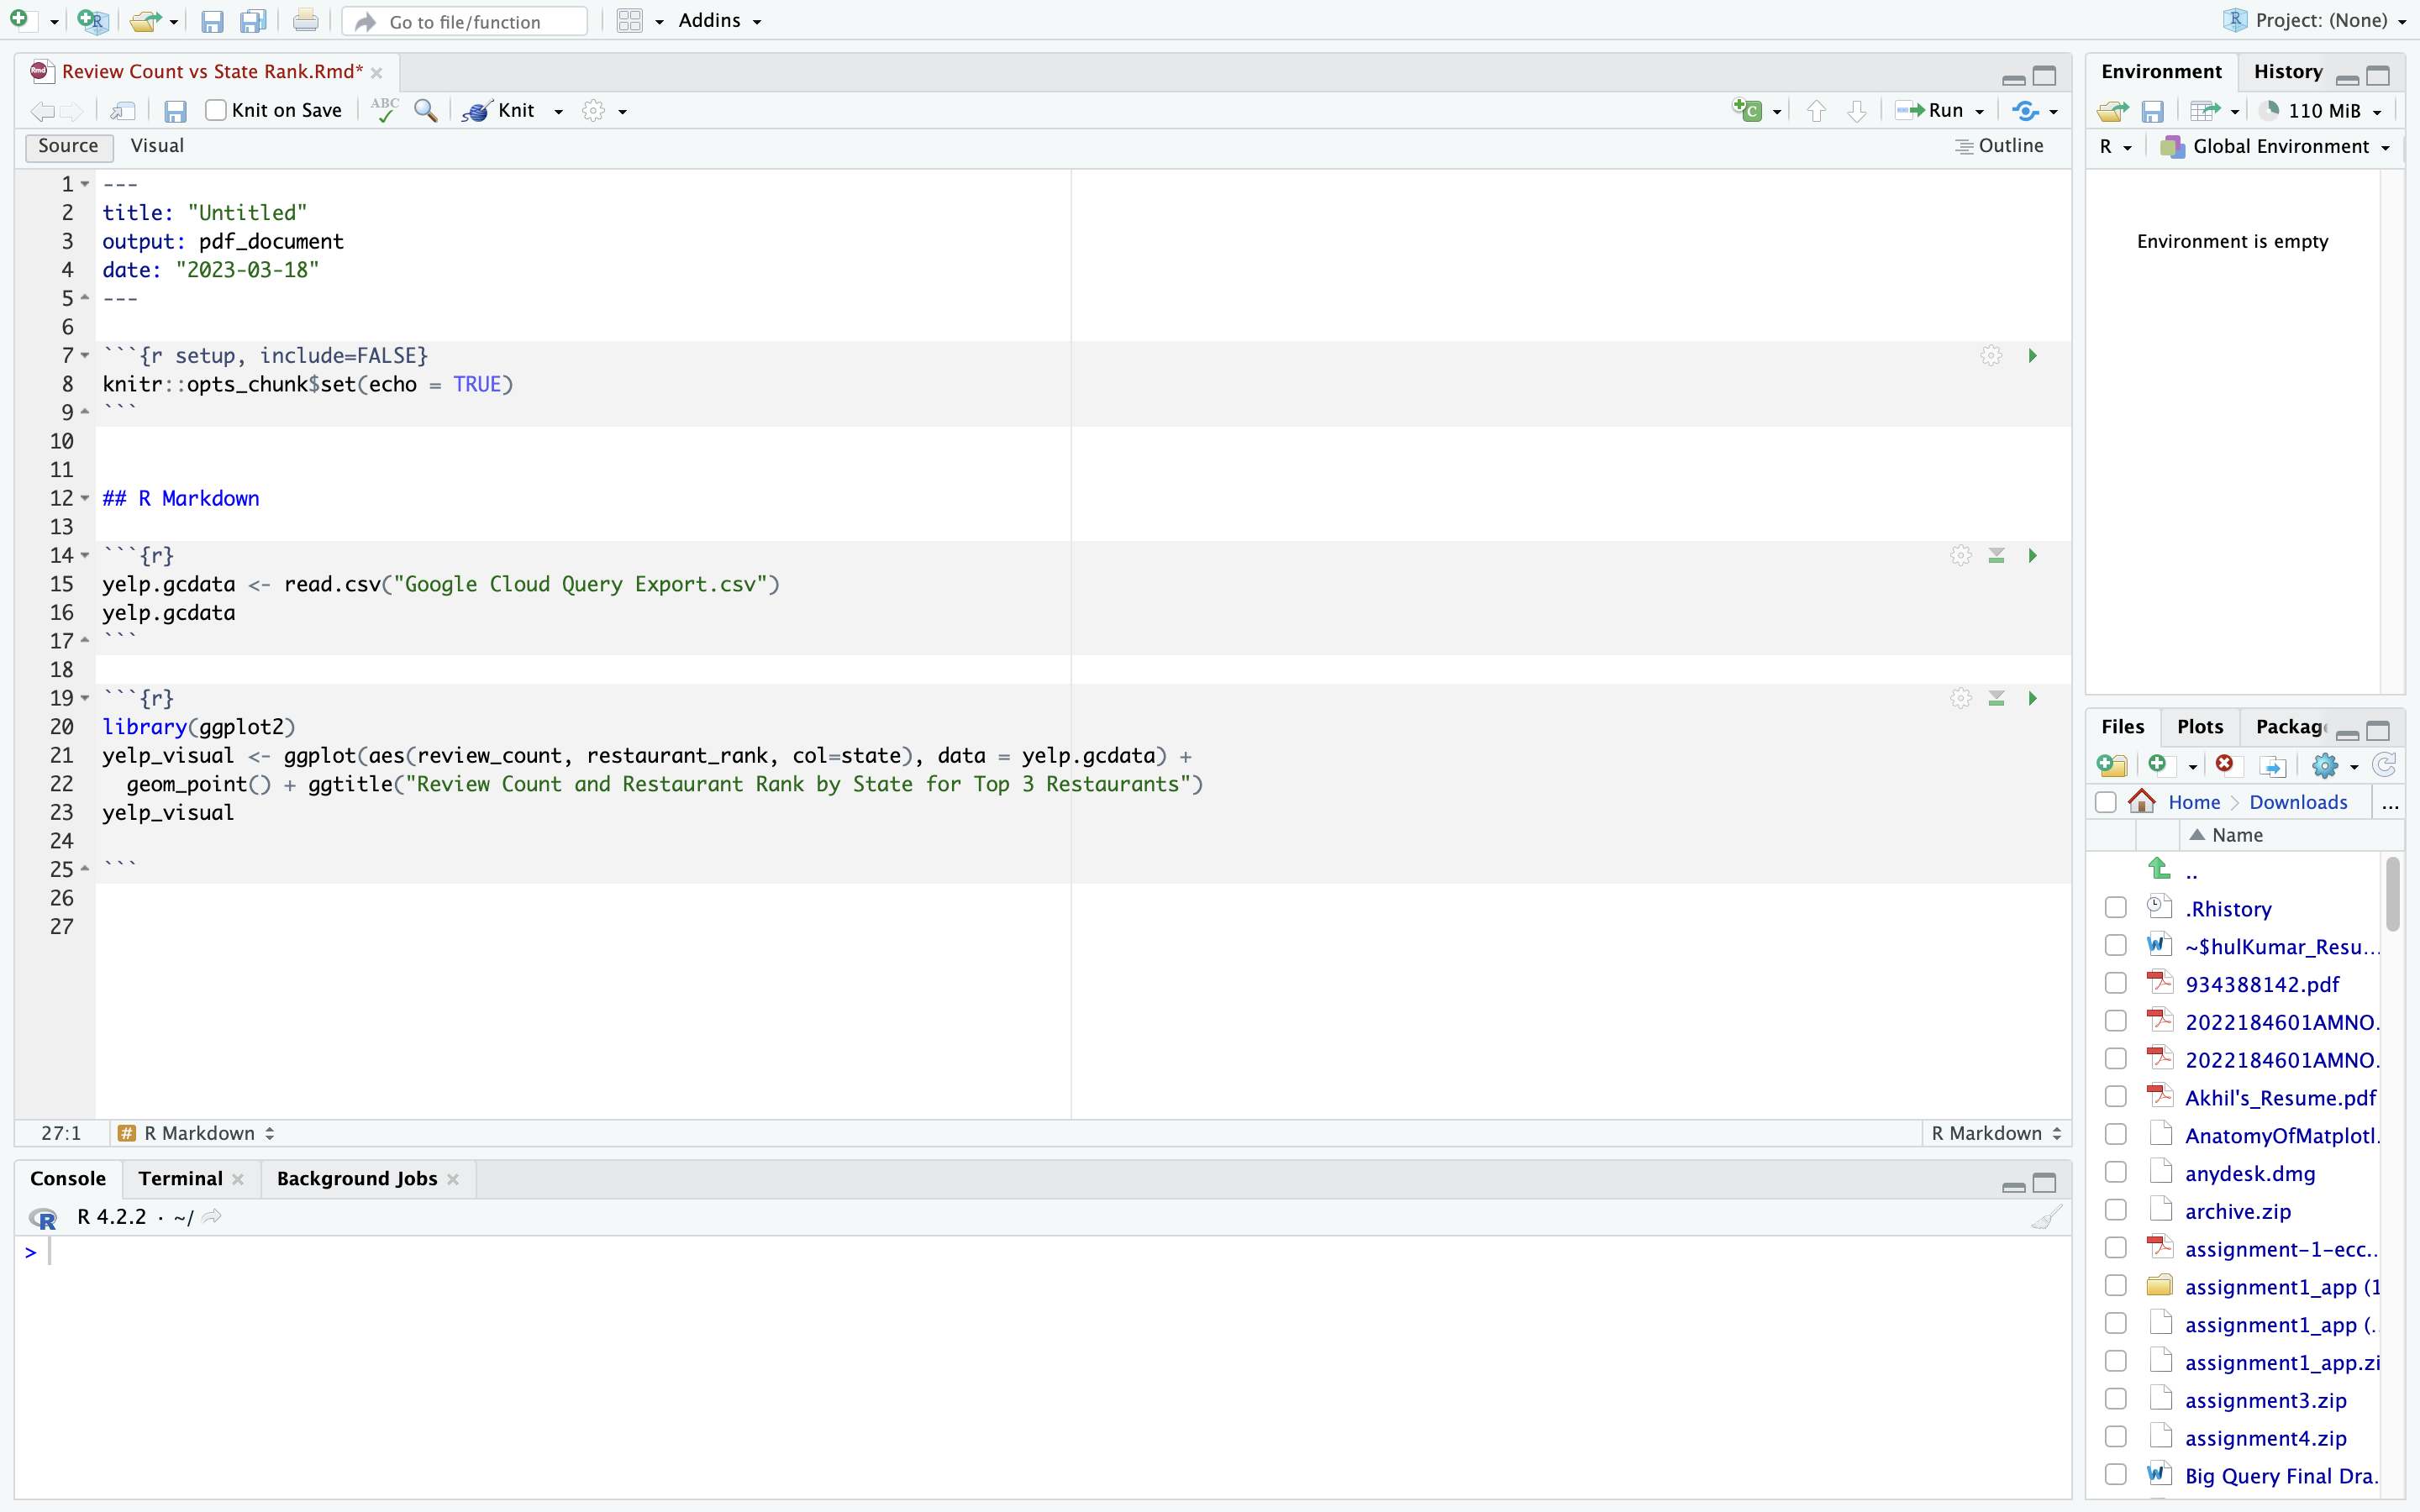 Go to file/function
Addins
Project: (None)
Review Count vs State Rank.Rmd*
Knit on Save
ABC
Knit
Run
Source
Visual
Outline
1 ---
2 title: "Untitled"
3 output: pdf_document
4 date: "2023-03-18"
5 ---
6
7 ```{r setup, include=FALSE}
8 knitr::opts_chunk$set(echo = TRUE)
9 ```
10
11
12 ## R Markdown
13
14 ```{r}
15 yelp.gcdata <- read.csv("Google Cloud Query Export.csv")
16 yelp.gcdata
17 ```
18
19 ```{r}
20 library(ggplot2)
21 yelp_visual <- ggplot(aes(review_count, restaurant_rank, col=state), data = yelp.gcdata) +
22 geom_point() + ggtitle("Review Count and Restaurant Rank by State for Top 3 Restaurants")
23 yelp_visual
24
25 ```
26
27
27:1
# R Markdown
R Markdown
Console
Terminal
Background Jobs
R 4.2.2 · ~/
>
Environment
History
110 MiB
R
Global Environment
Environment is empty
Files
Plots
Packag
Home
Downloads
...
Name
..
.Rhistory
~$hulKumar_Resu...
934388142.pdf
2022184601AMNO.
2022184601AMNO.
Akhil's_Resume.pdf
AnatomyOfMatplotl.
anydesk.dmg
archive.zip
assignment-1-ecc..
assignment1_app (1
assignment1_app (.
assignment1_app.zi
assignment3.zip
assignment4.zip
Big Query Final Dra.